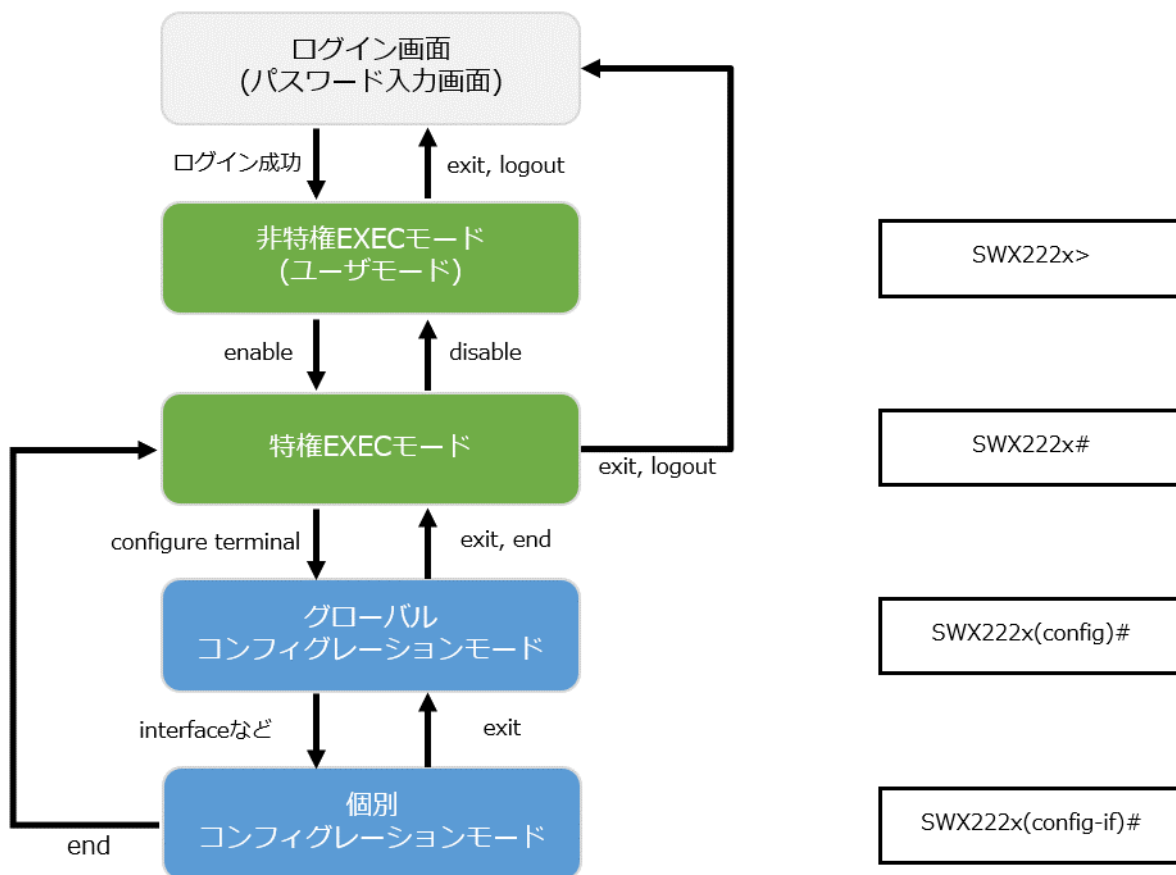 ログイン画面
(パスワード入力画面)
ログイン成功
exit, logout
非特権EXECモード
(ユーザモード)
SWX222x>
enable
disable
特権EXECモード
SWX222x#
exit, logout
configure terminal
exit, end
グローバル
コンフィグレーションモード
SWX222x(config)#
interfaceなど
exit
個別
コンフィグレーションモード
SWX222x(config-if)#
end